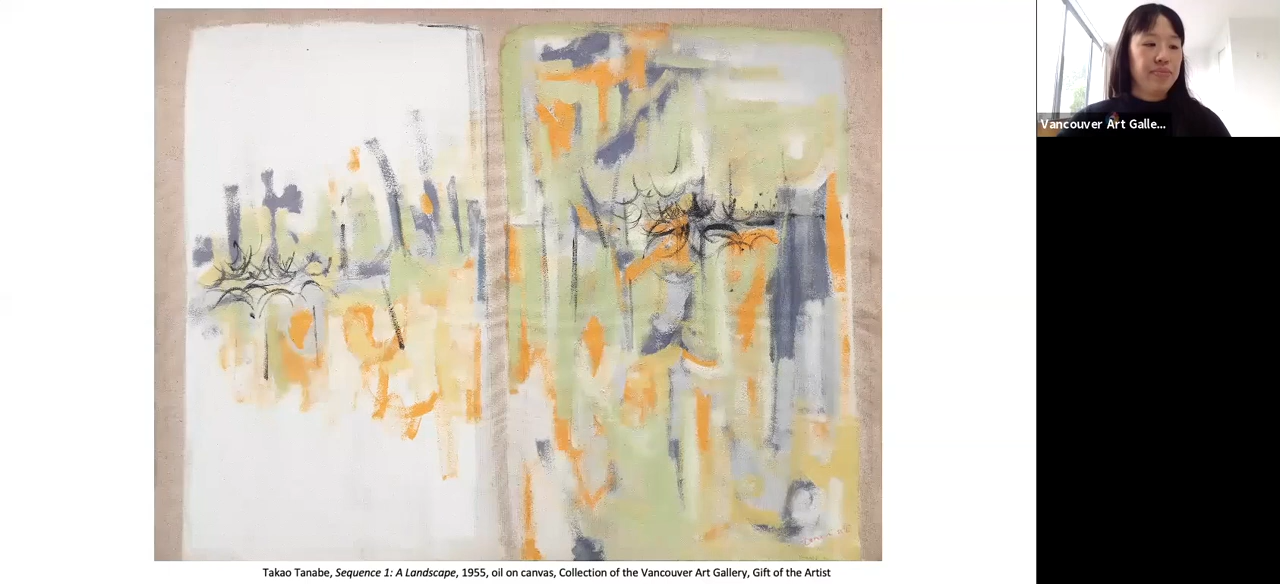 Vancouver Art Galle...
Takao Tanabe, Sequence 1: A Landscape, 1955, oil on canvas, Collection of the Vancouver Art Gallery, Gift of the Artist